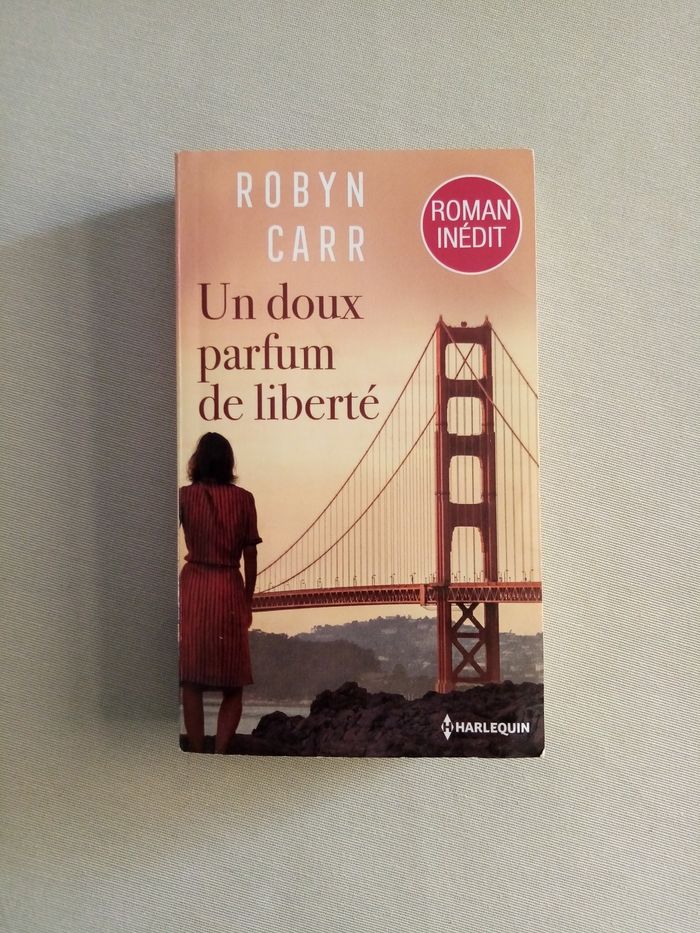 ROBYN
CARR
ROMAN
INÉDIT
Un doux
parfum
de liberté
HARLEQUIN